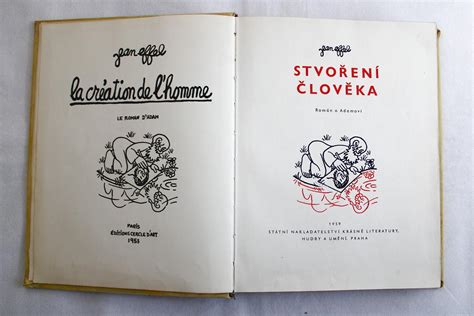 jean effel
la création de l'homme
LE ROMAN D'ADAM
PARIS
ÉDITIONS CERCLE D'ART
1953
jean effel
STVOŘENÍ
ČLOVĚKA
Román o Adamovi
1959
STÁTNÍ NAKLADATELSTVÍ KRÁSNÉ LITERATURY,
HUDBY A UMĚNÍ, PRAHA